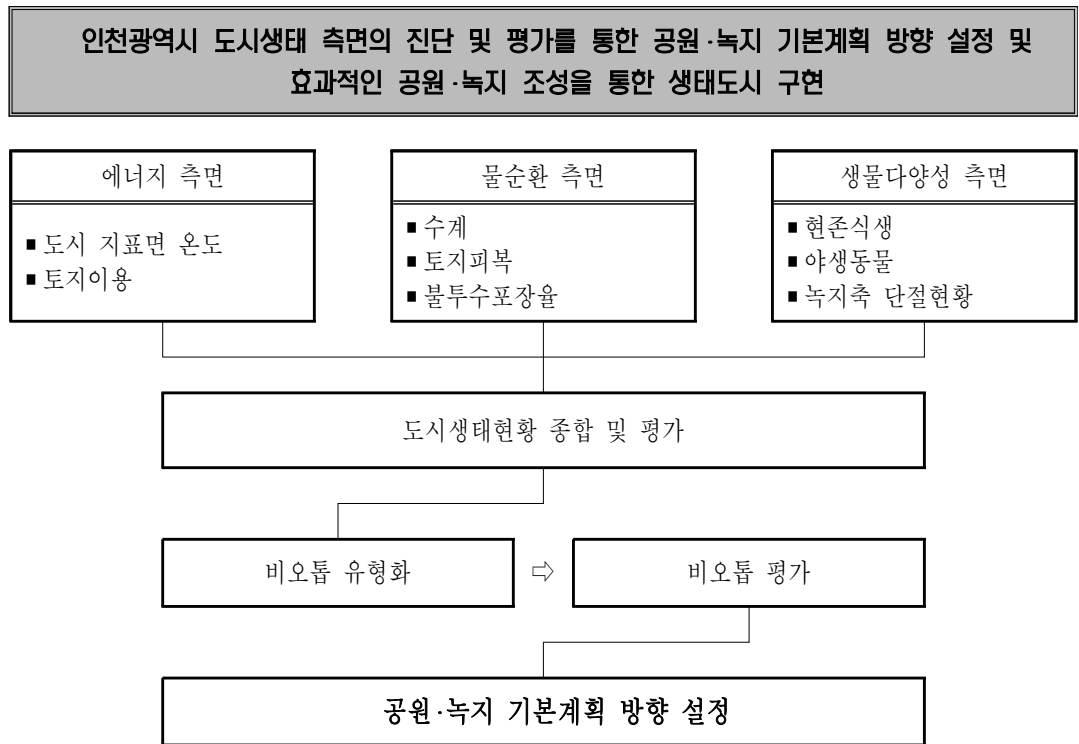 인천광역시 도시생태 측면의 진단 및 평가를 통한 공원·녹지 기본계획 방향 설정 및
효과적인 공원·녹지 조성을 통한 생태도시 구현
에너지 측면
■ 도시 지표면 온도
■ 토지이용
물순환 측면
■ 수계
■ 토지피복
■ 불투수포장율
생물다양성 측면
■ 현존식생
■ 야생동물
■ 녹지축 단절현황
도시생태현황 종합 및 평가
비오톱 유형화 ⇨ 비오톱 평가
공원·녹지 기본계획 방향 설정